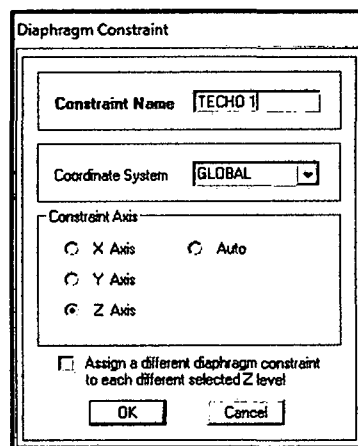 Diaphragm Constraint
Constraint Name TECHO 1
Coordinate System GLOBAL
Constraint Axis
X Axis Auto
Y Axis
Z Axis
Assign a different diaphragm constraint
to each different selected Z level
OK Cancel